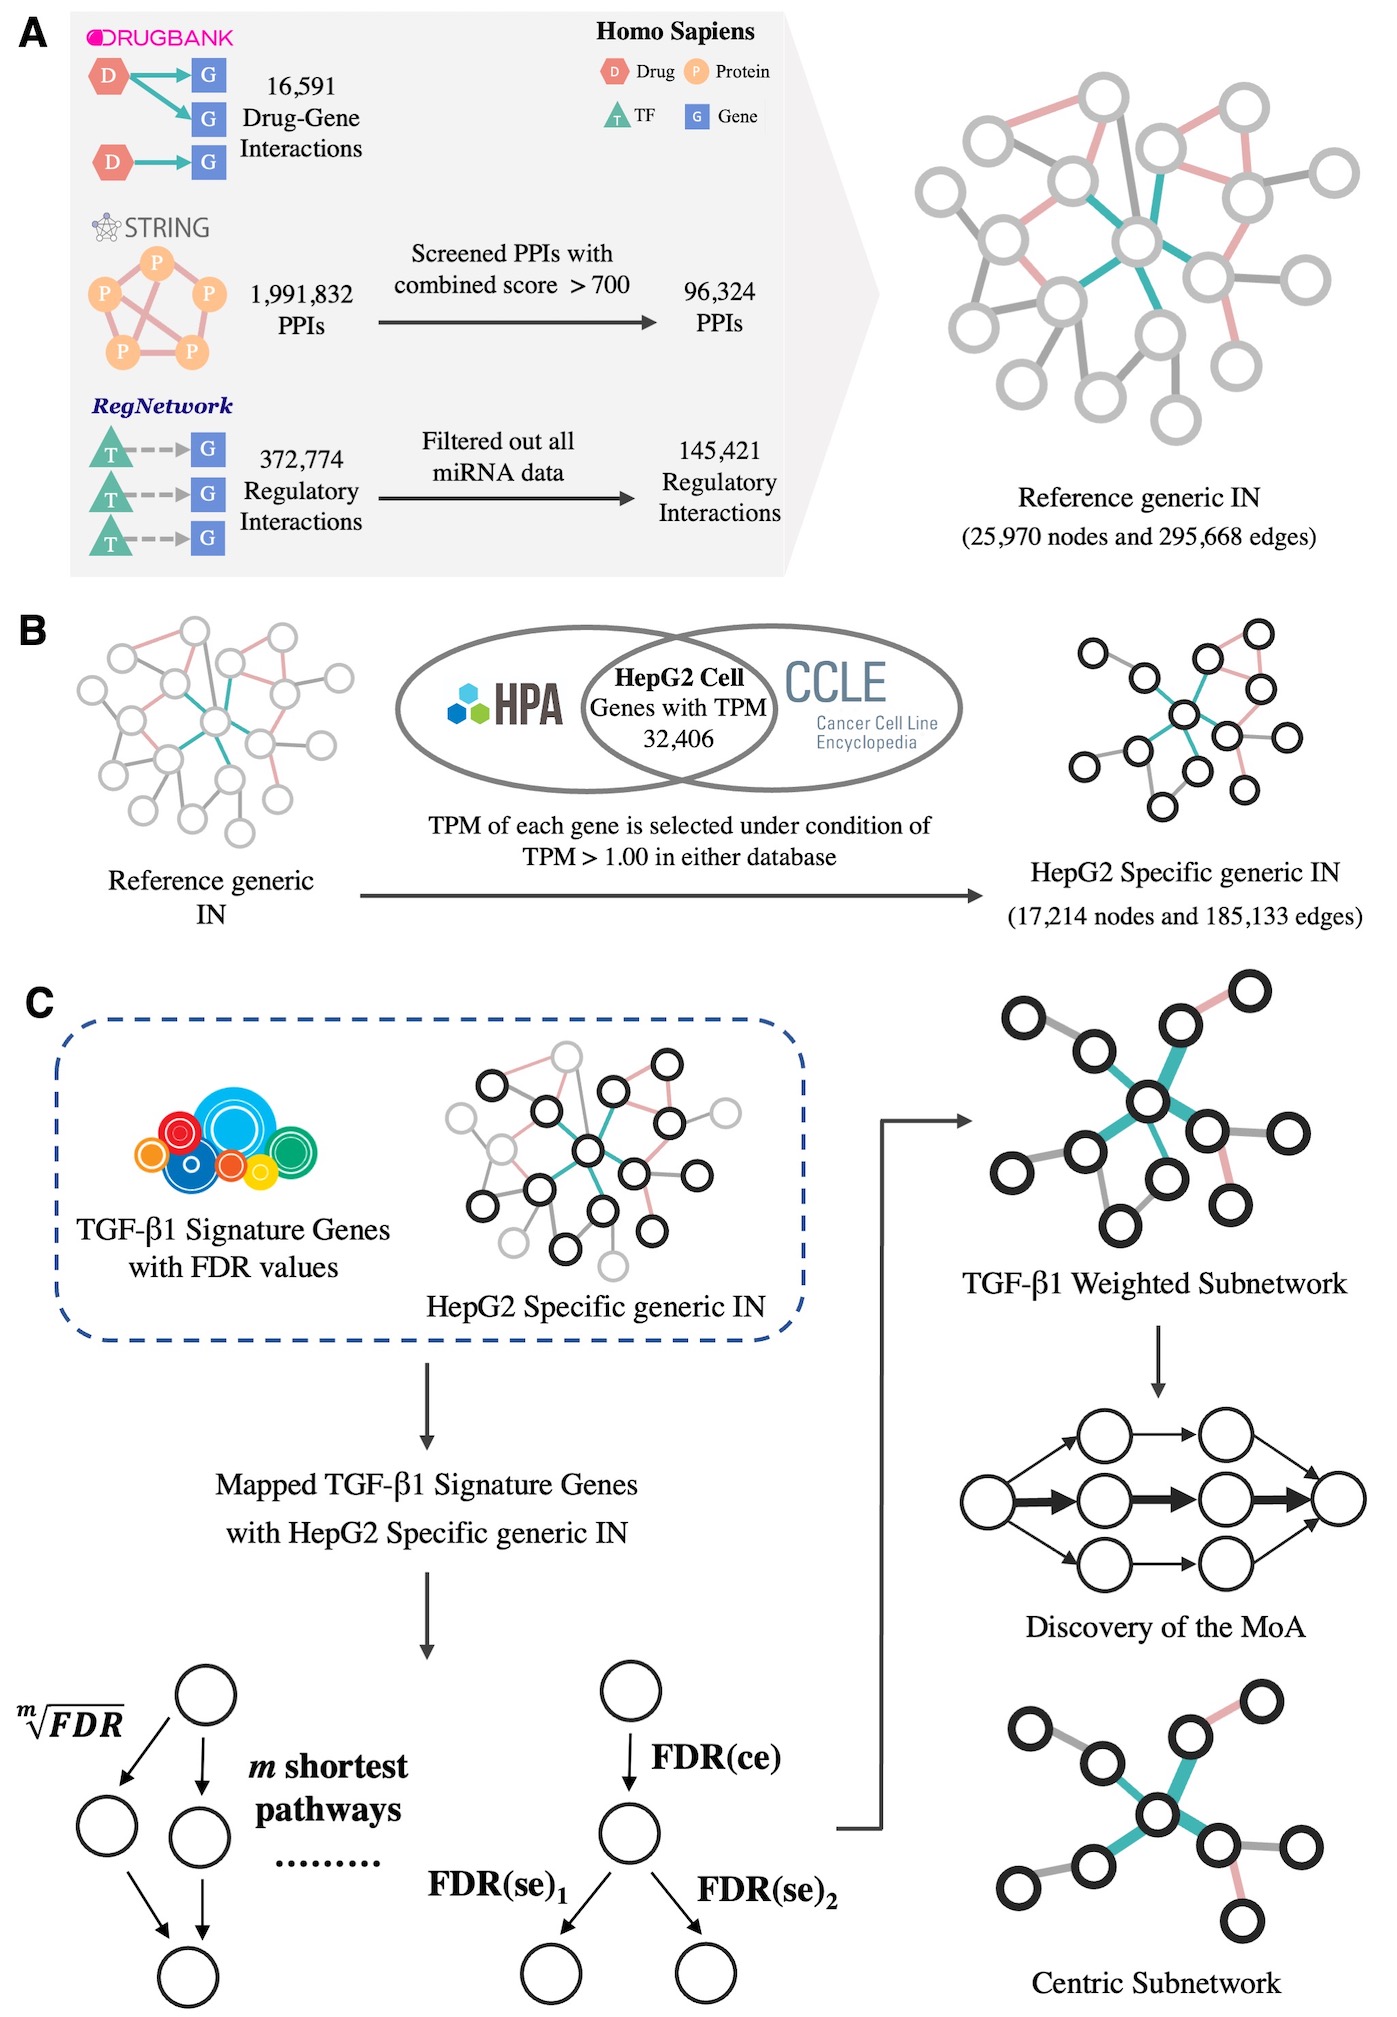 A
DRUGBANK
D
G
G
D
G
16,591
Drug-Gene
Interactions
Homo Sapiens
D Drug
P Protein
T TF
G Gene
STRING
P
P
P
P
P
1,991,832
PPIs
Screened PPIs with
combined score > 700
96,324
PPIs
RegNetwork
T
G
T
G
T
G
372,774
Regulatory
Interactions
Filtered out all
miRNA data
145,421
Regulatory
Interactions
Reference generic IN
(25,970 nodes and 295,668 edges)
B
Reference generic
IN
HPA
HepG2 Cell
Genes with TPM
32,406
CCLE
Cancer Cell Line
Encyclopedia
TPM of each gene is selected under condition of
TPM > 1.00 in either database
HepG2 Specific generic IN
(17,214 nodes and 185,133 edges)
C
TGF-β1 Signature Genes
with FDR values
HepG2 Specific generic IN
Mapped TGF-β1 Signature Genes
with HepG2 Specific generic IN
m√FDR
m shortest
pathways
.........
FDR(ce)
FDR(se)1
FDR(se)2
TGF-β1 Weighted Subnetwork
Discovery of the MoA
Centric Subnetwork